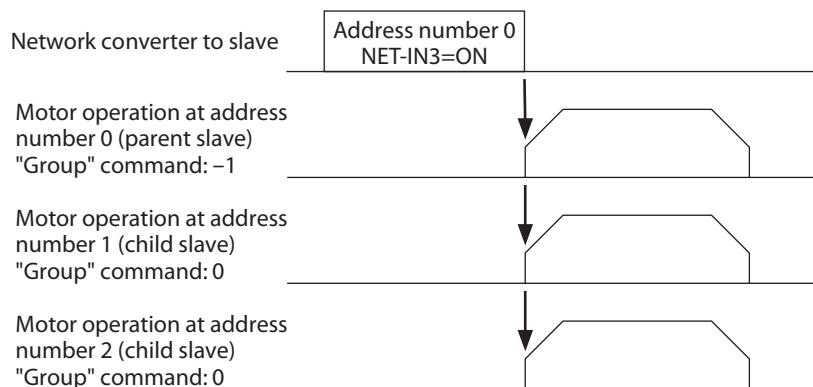 Network converter to slave
Address number 0
NET-IN3=ON
Motor operation at address
number 0 (parent slave)
"Group" command: –1
Motor operation at address
number 1 (child slave)
"Group" command: 0
Motor operation at address
number 2 (child slave)
"Group" command: 0